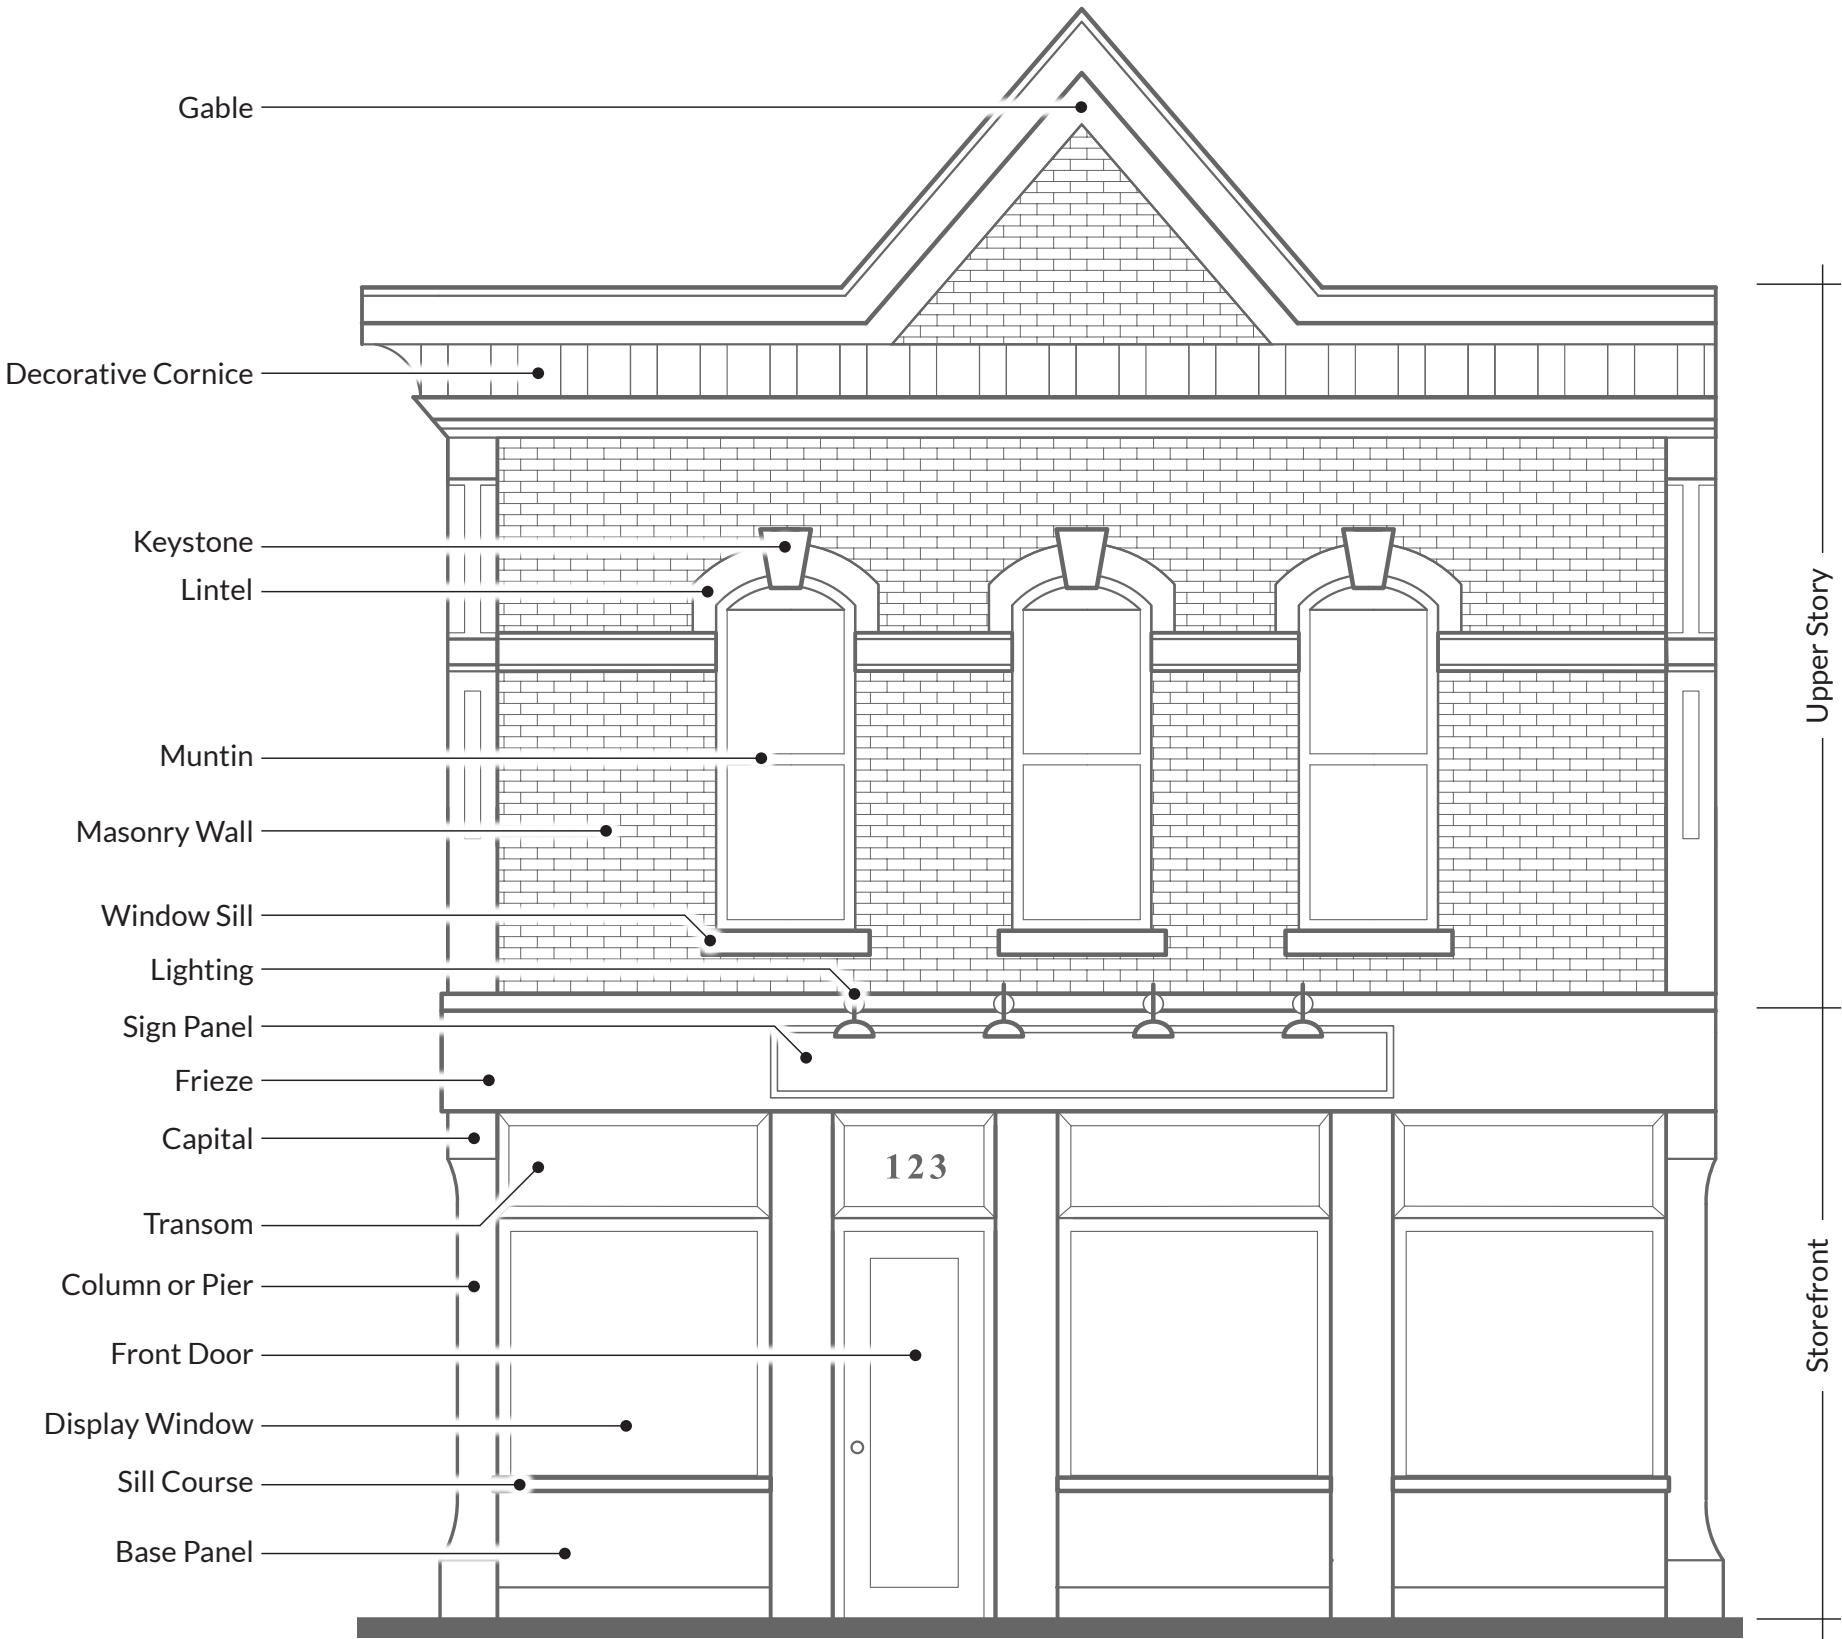 Gable
Decorative Cornice
Keystone
Lintel
Muntin
Masonry Wall
Window Sill
Lighting
Sign Panel
Frieze
Capital
123
Transom
Column or Pier
Front Door
Display Window
Sill Course
Base Panel
Upper Story
Storefront